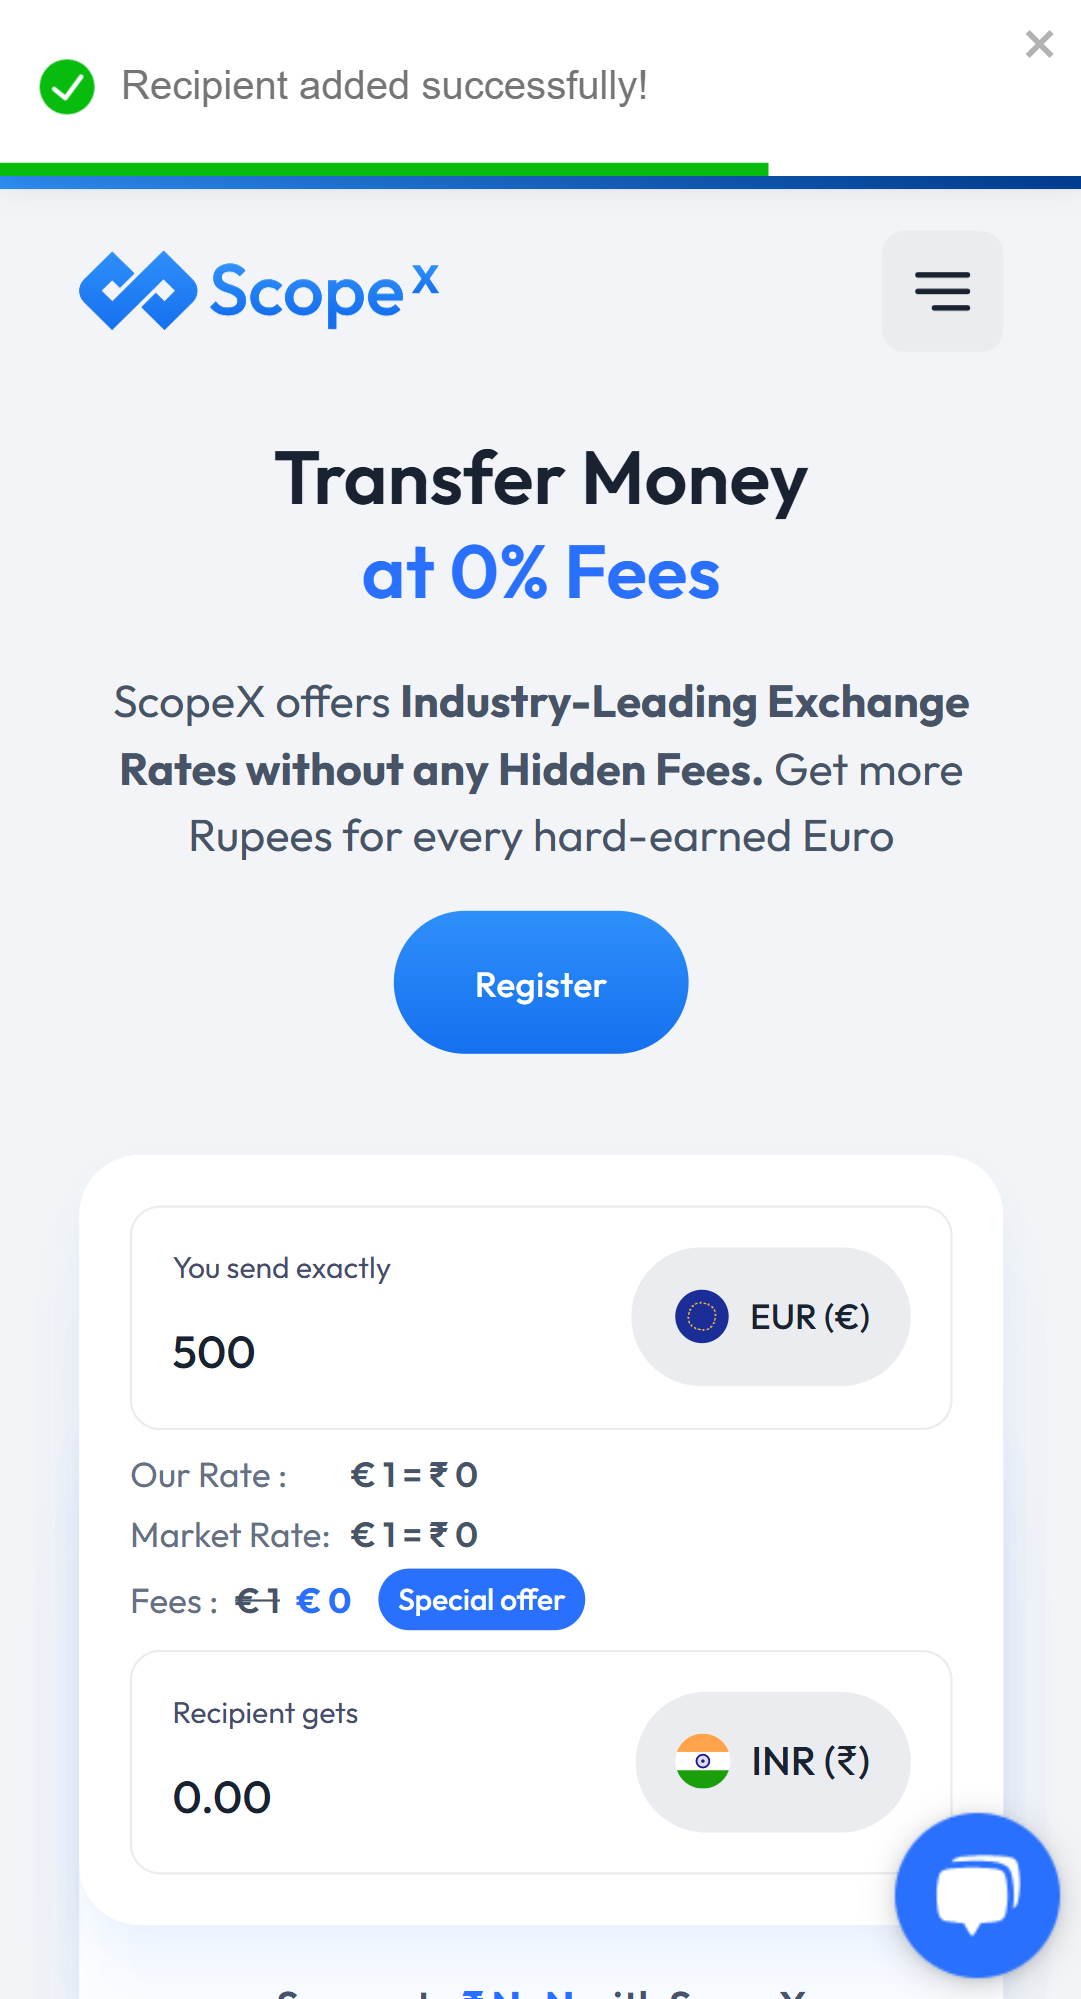 Recipient added successfully!
ScopeX
Transfer Money
at 0% Fees
ScopeX offers Industry-Leading Exchange
Rates without any Hidden Fees. Get more
Rupees for every hard-earned Euro
Register
You send exactly
500
EUR (€)
Our Rate : € 1 = ₹ 0
Market Rate: € 1 = ₹ 0
Fees : € 1 € 0 Special offer
Recipient gets
0.00
INR (₹)